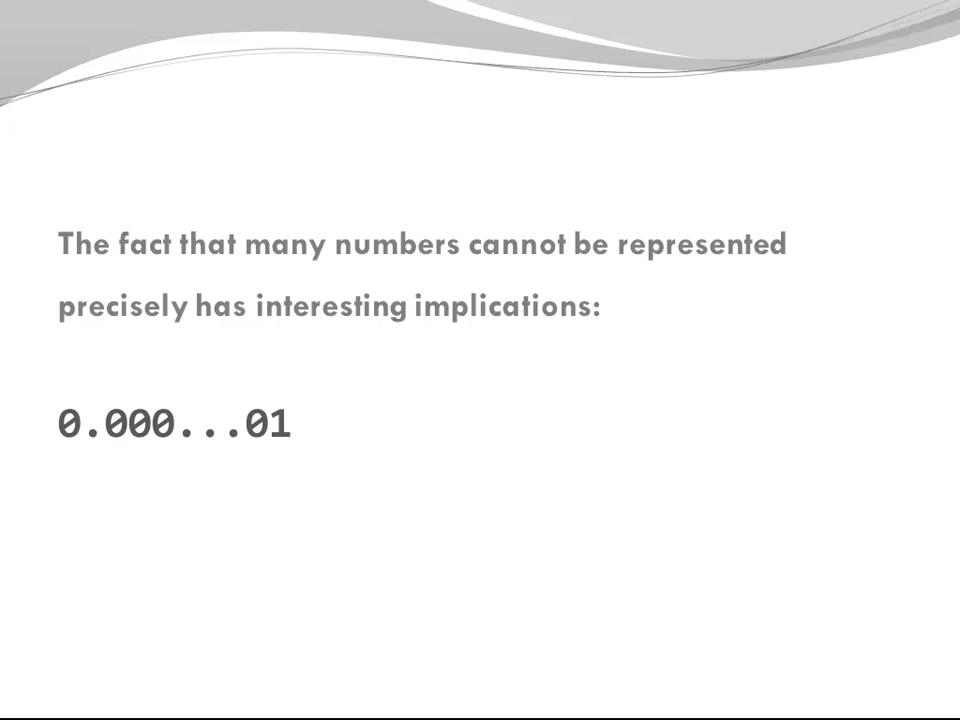 The fact that many numbers cannot be represented
precisely has interesting implications:
0.000...01